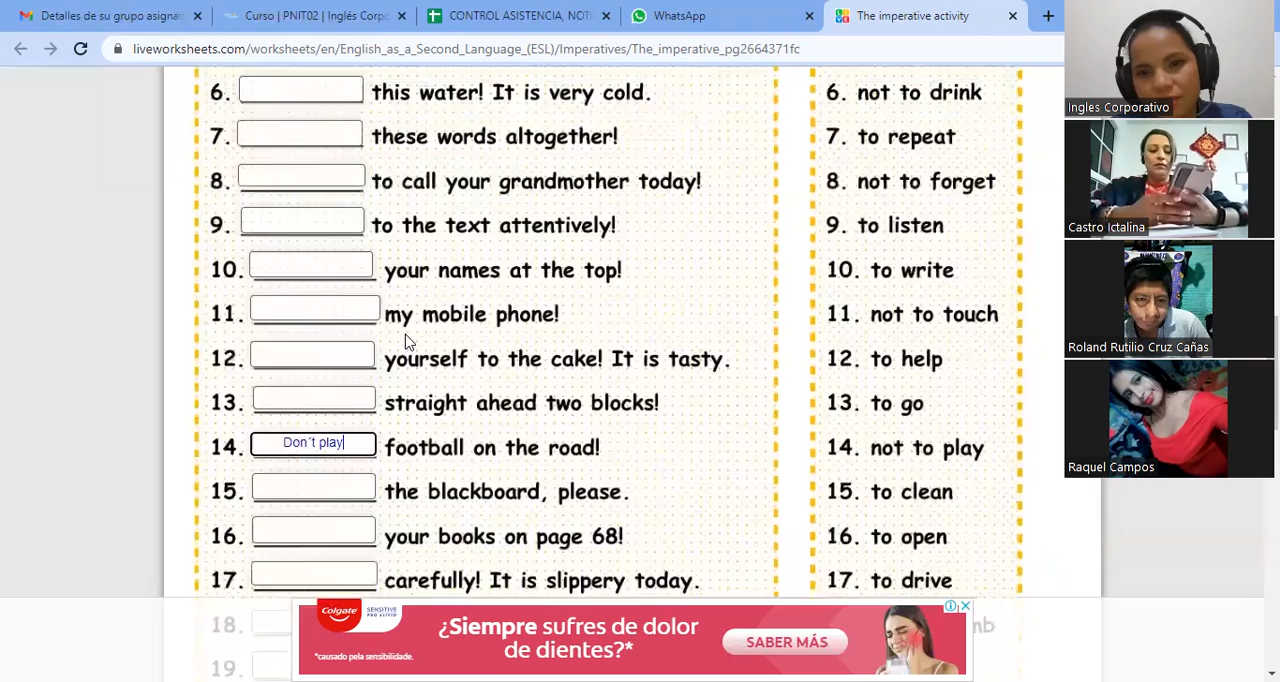 Detalles de su grupo asignad
Curso | PNIT02 | Inglés Corpo
CONTROL ASISTENCIA, NOT
WhatsApp
The imperative activity
liveworksheets.com/worksheets/en/English_as_a_Second_Language_(ESL)/Imperatives/The_imperative_pg2664371fc
6. this water! It is very cold. 6. not to drink
7. these words altogether! 7. to repeat
8. to call your grandmother today! 8. not to forget
9. to the text attentively! 9. to listen
10. your names at the top! 10. to write
11. my mobile phone! 11. not to touch
12. yourself to the cake! It is tasty. 12. to help
13. straight ahead two blocks! 13. to go
14. Don´t play football on the road! 14. not to play
15. the blackboard, please. 15. to clean
16. your books on page 68! 16. to open
17. carefully! It is slippery today. 17. to drive
18.
19.
Colgate
SENSITIVE
PRO ALIVIO
*causado pela sensibilidade.
¿Siempre sufres de dolor
de dientes?*
SABER MÁS
Ingles Corporativo
Castro Ictalina
Roland Rutilio Cruz Cañas
Raquel Campos